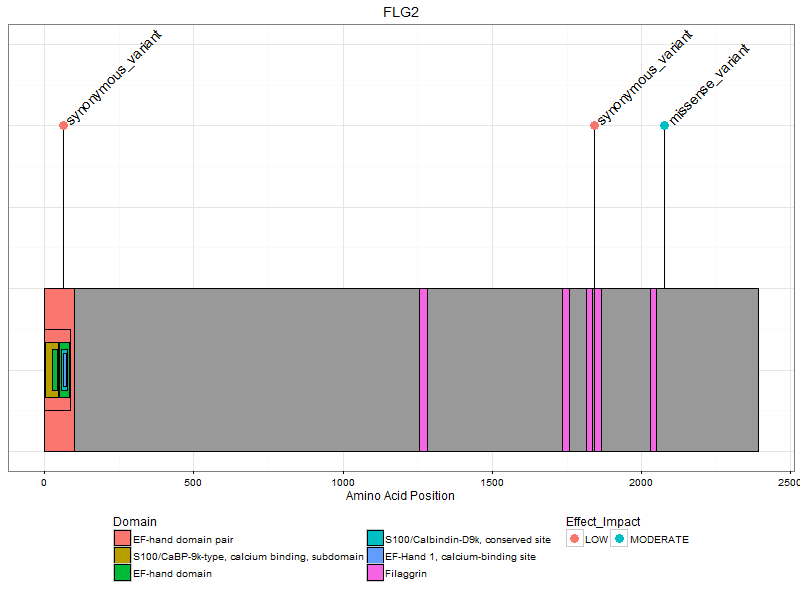 FLG2
synonymous_variant
synonymous_variant
missense_variant
0 500 1000 1500 2000 2500
Amino Acid Position
Domain
EF-hand domain pair
S100/CaBP-9k-type, calcium binding, subdomain
EF-hand domain
S100/Calbindin-D9k, conserved site
EF-Hand 1, calcium-binding site
Filaggrin
Effect_Impact
LOW MODERATE